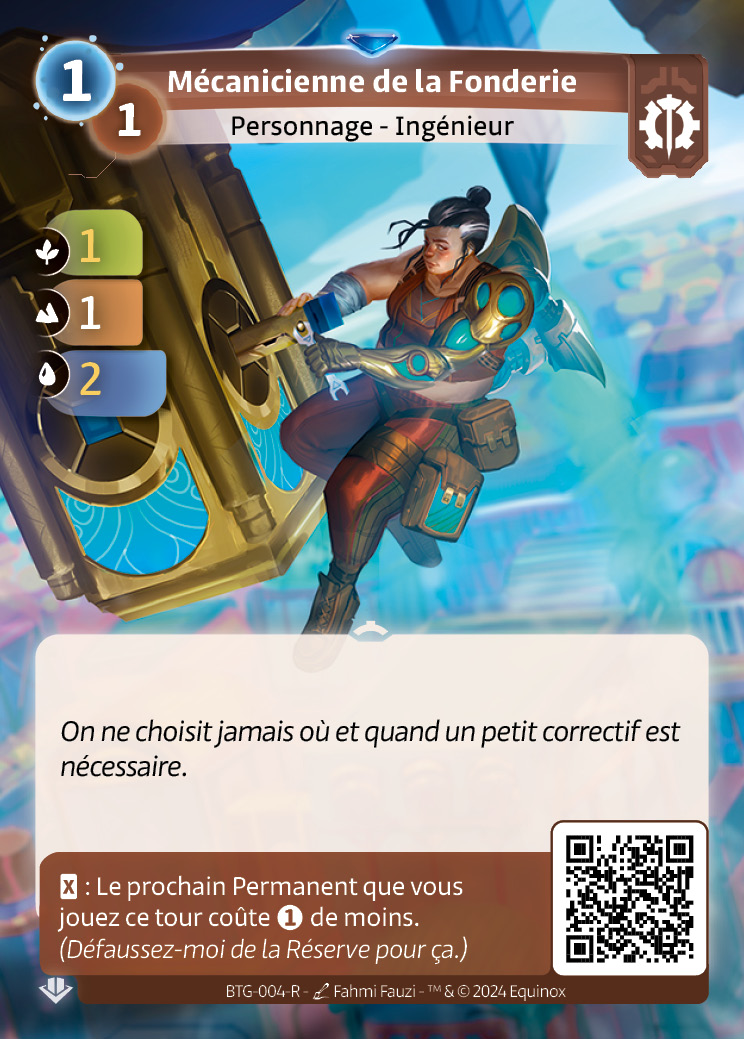 1
Mécanicienne de la Fonderie
1
Personnage - Ingénieur
1
1
2
On ne choisit jamais où et quand un petit correctif est
nécessaire.
X : Le prochain Permanent que vous
jouez ce tour coûte 1 de moins.
(Défaussez-moi de la Réserve pour ça.)
BTG-004-R - Fahmi Fauzi - ™ & © 2024 Equinox